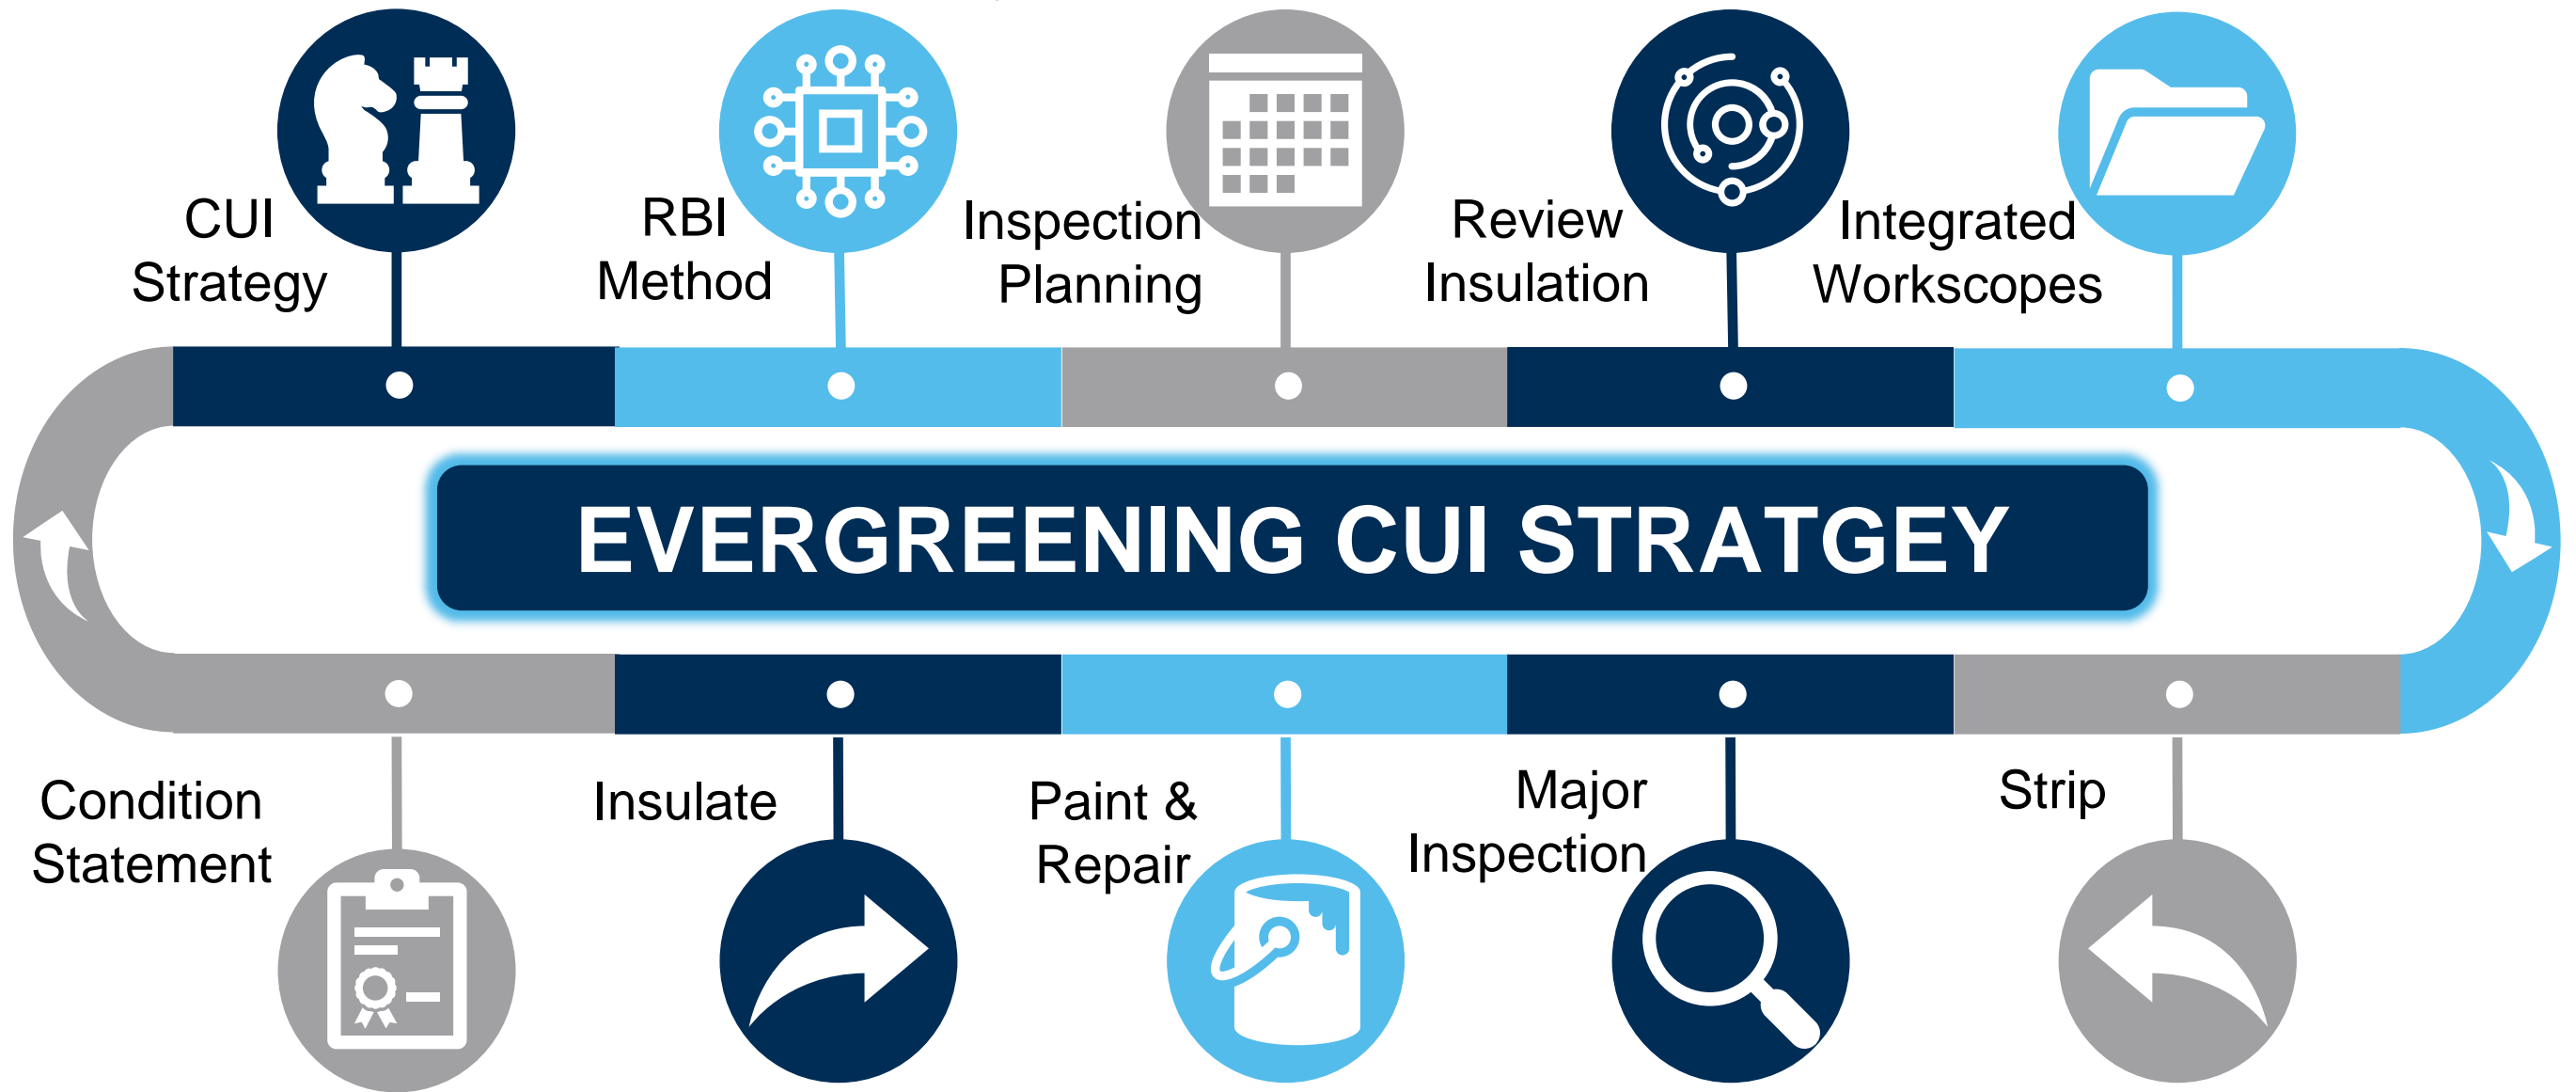 CUI
Strategy
RBI
Method
Inspection
Planning
Review
Insulation
Integrated
Workscopes
EVERGREENING CUI STRATGEY
Condition
Statement
Insulate
Paint &
Repair
Major
Inspection
Strip